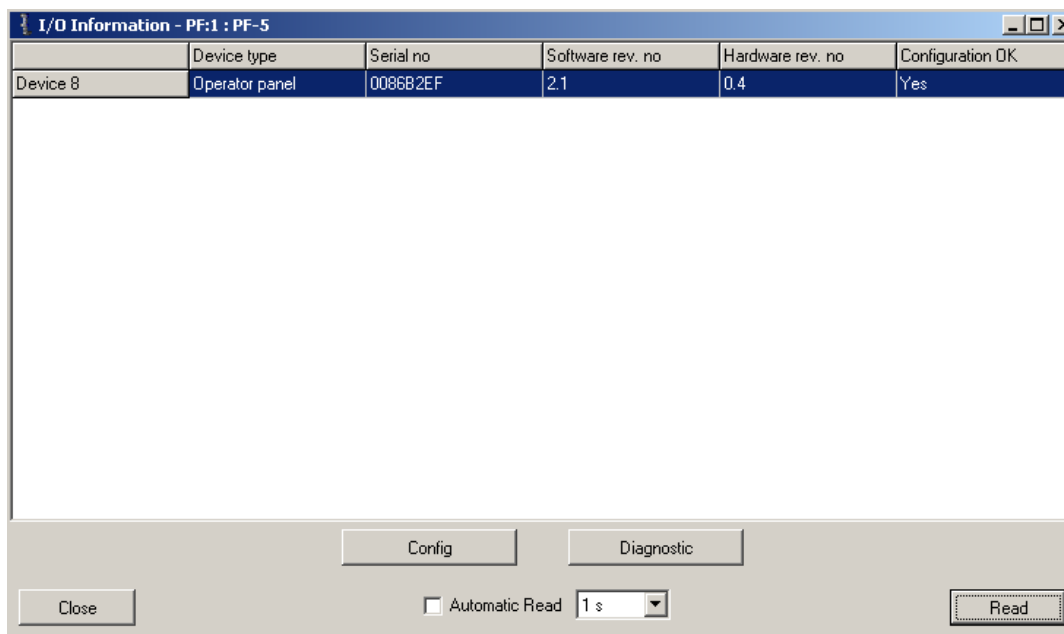 I/O Information - PF:1 : PF-5
Device type Serial no Software rev. no Hardware rev. no Configuration OK
Device 8 Operator panel 0086B2EF 2.1 0.4 Yes
Config Diagnostic
Close Automatic Read 1 s Read